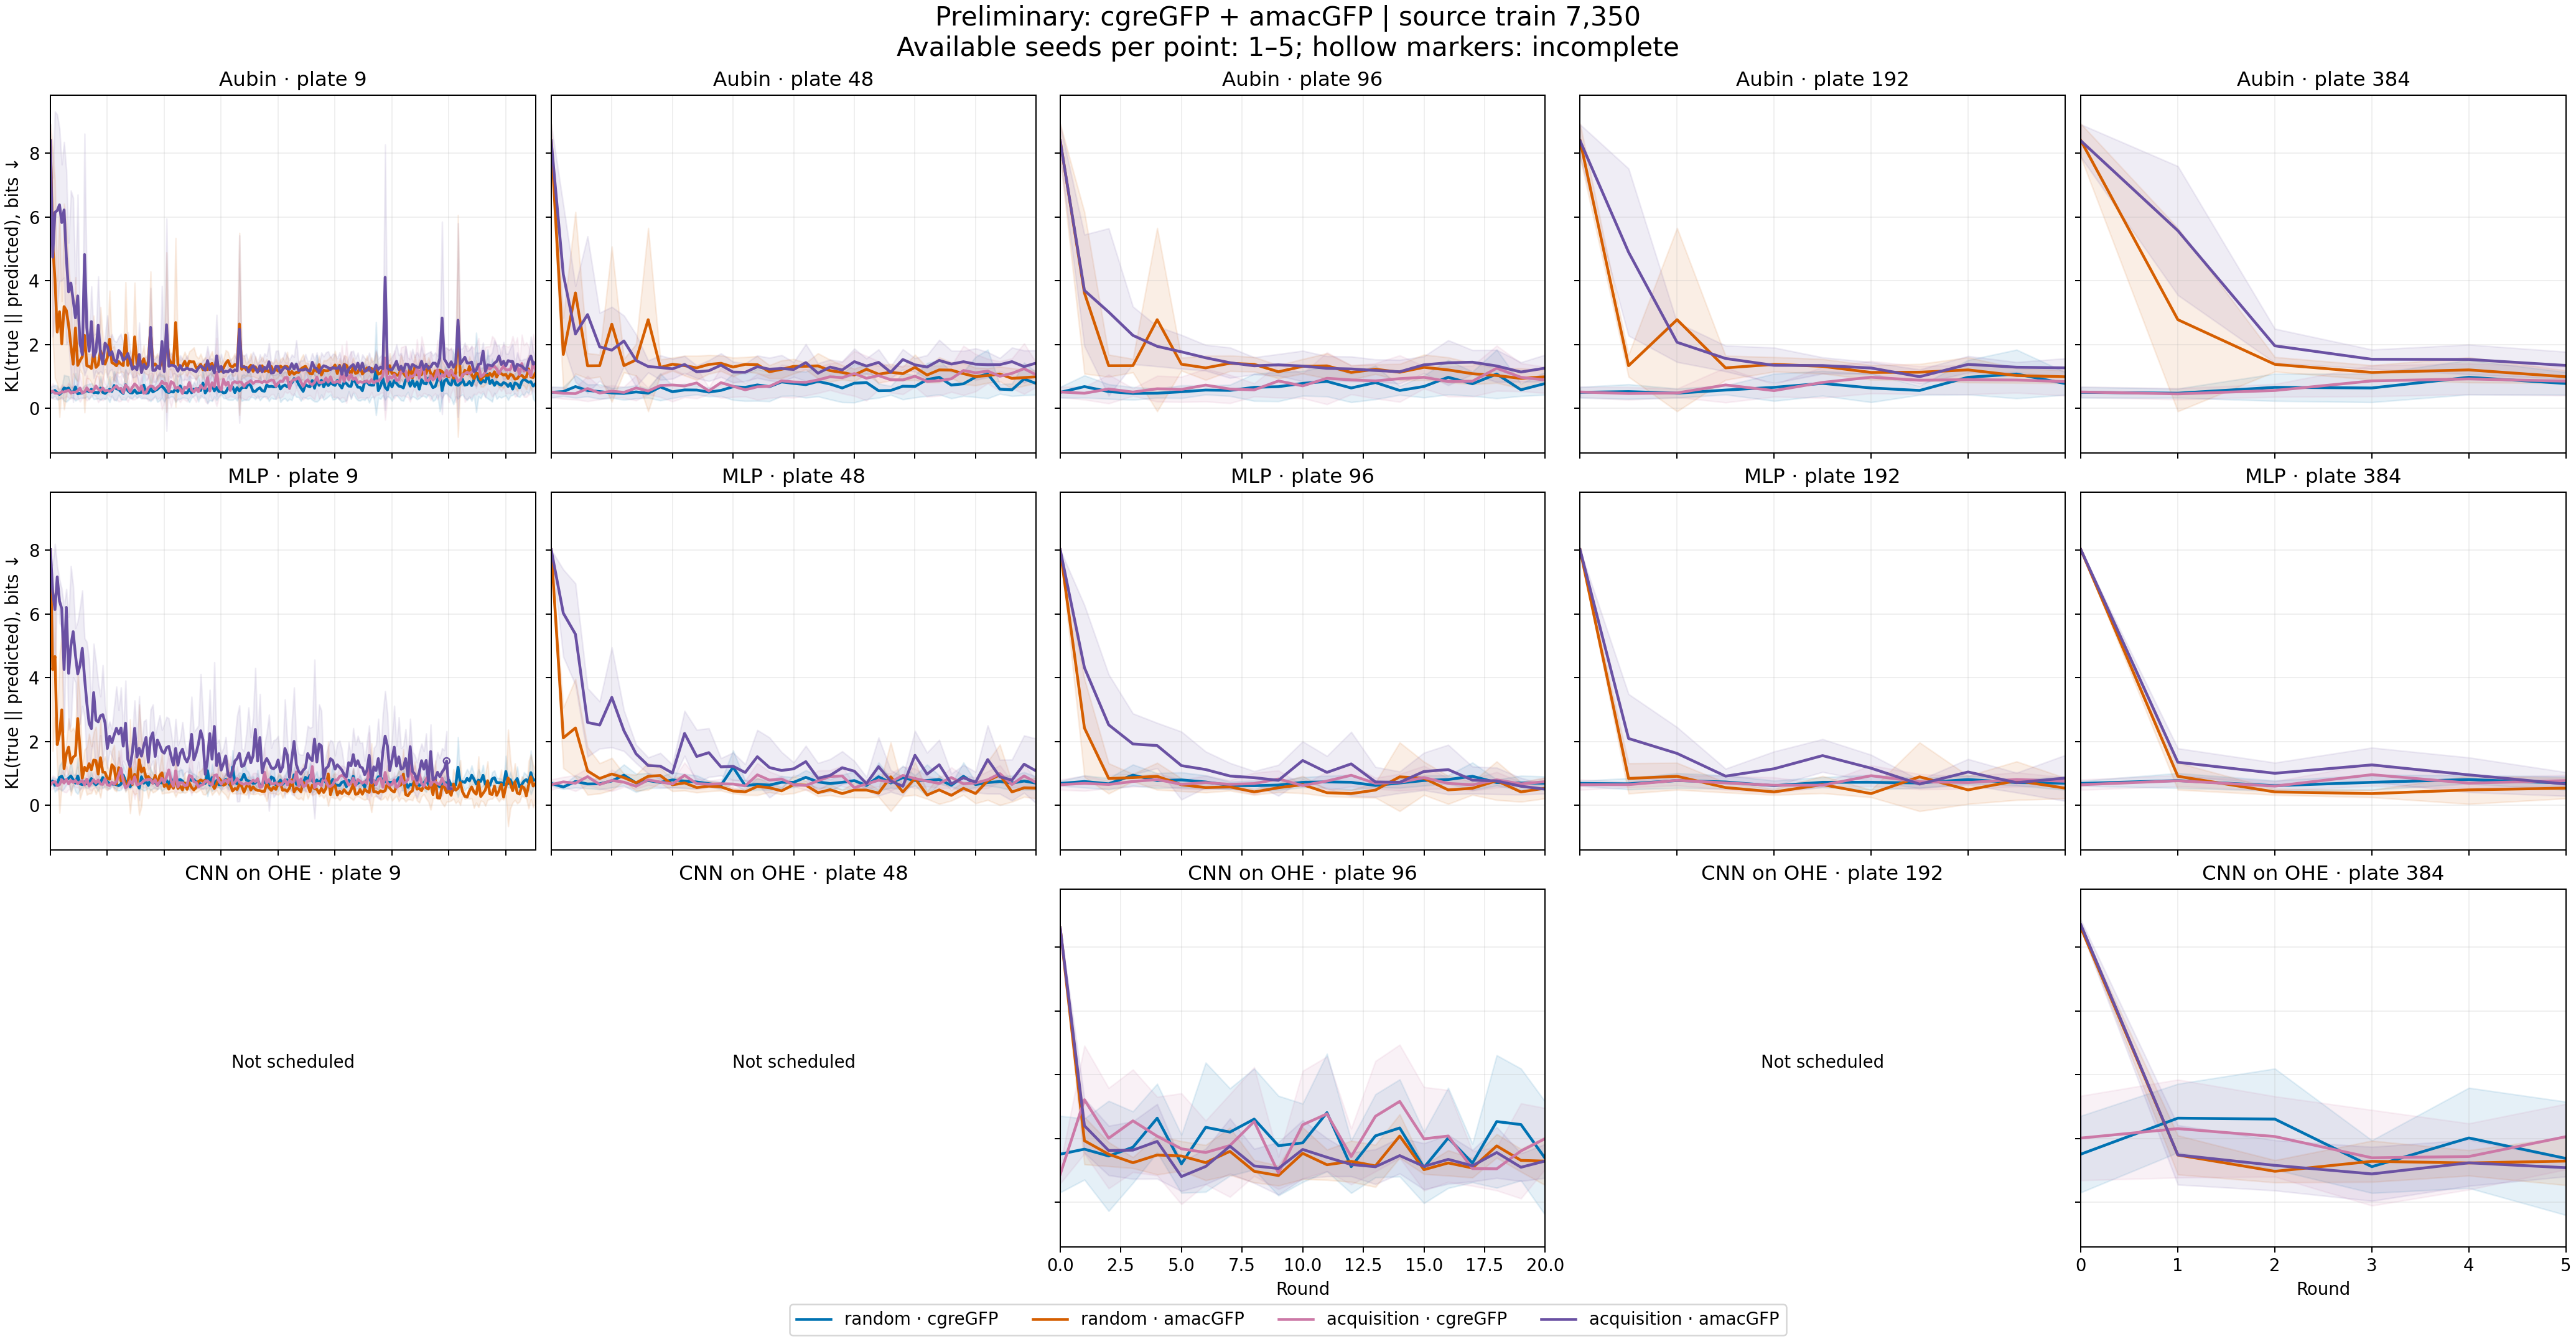 Preliminary: cgreGFP + amacGFP | source train 7,350
Available seeds per point: 1–5; hollow markers: incomplete
Aubin · plate 9
Aubin · plate 48
Aubin · plate 96
Aubin · plate 192
Aubin · plate 384
KL(true || predicted), bits ↓
8
6
4
2
0
MLP · plate 9
MLP · plate 48
MLP · plate 96
MLP · plate 192
MLP · plate 384
KL(true || predicted), bits ↓
8
6
4
2
0
CNN on OHE · plate 9
CNN on OHE · plate 48
CNN on OHE · plate 96
CNN on OHE · plate 192
CNN on OHE · plate 384
Not scheduled
Not scheduled
Not scheduled
0.0 2.5 5.0 7.5 10.0 12.5 15.0 17.5 20.0
Round
0 1 2 3 4 5
Round
random · cgreGFP
random · amacGFP
acquisition · cgreGFP
acquisition · amacGFP